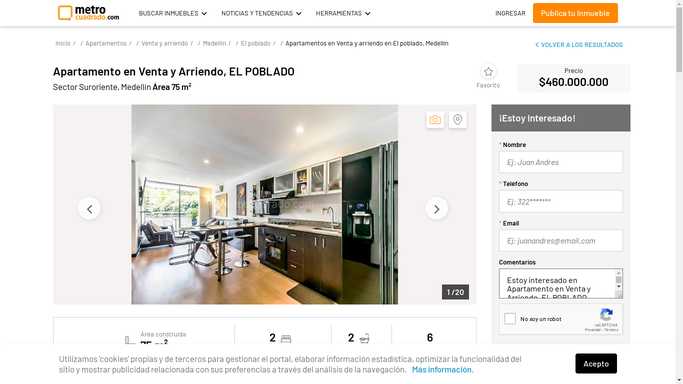 metro
cuadrado.com
BUSCAR INMUEBLES
NOTICIAS Y TENDENCIAS
HERRAMIENTAS
INGRESAR
Publica tu Inmueble
Inicio / / Apartamentos / / Venta y arriendo / / Medellin / / El poblado / / Apartamentos en Venta y arriendo en El poblado, Medellin
VOLVER A LOS RESULTADOS
Apartamento en Venta y Arriendo, EL POBLADO
Sector Suroriente, Medellin Area 75 m²
Favorito
Precio
$460.000.000
1 / 20
¡Estoy Interesado!
* Nombre
Ej: Juan Andres
* Telefono
Ej: 322*******
* Email
Ej: juanandres@email.com
Comentarios
Estoy interesado en
Apartamento en Venta y
Arriendo, EL POBLADO
No soy un robot
reCAPTCHA
Privacidad - Términos
Área construida
75 m²
2
2
6
Utilizamos 'cookies' propias y de terceros para gestionar el portal, elaborar información estadística, optimizar la funcionalidad del
sitio y mostrar publicidad relacionada con sus preferencias a través del análisis de la navegación. Más información.
Acepto